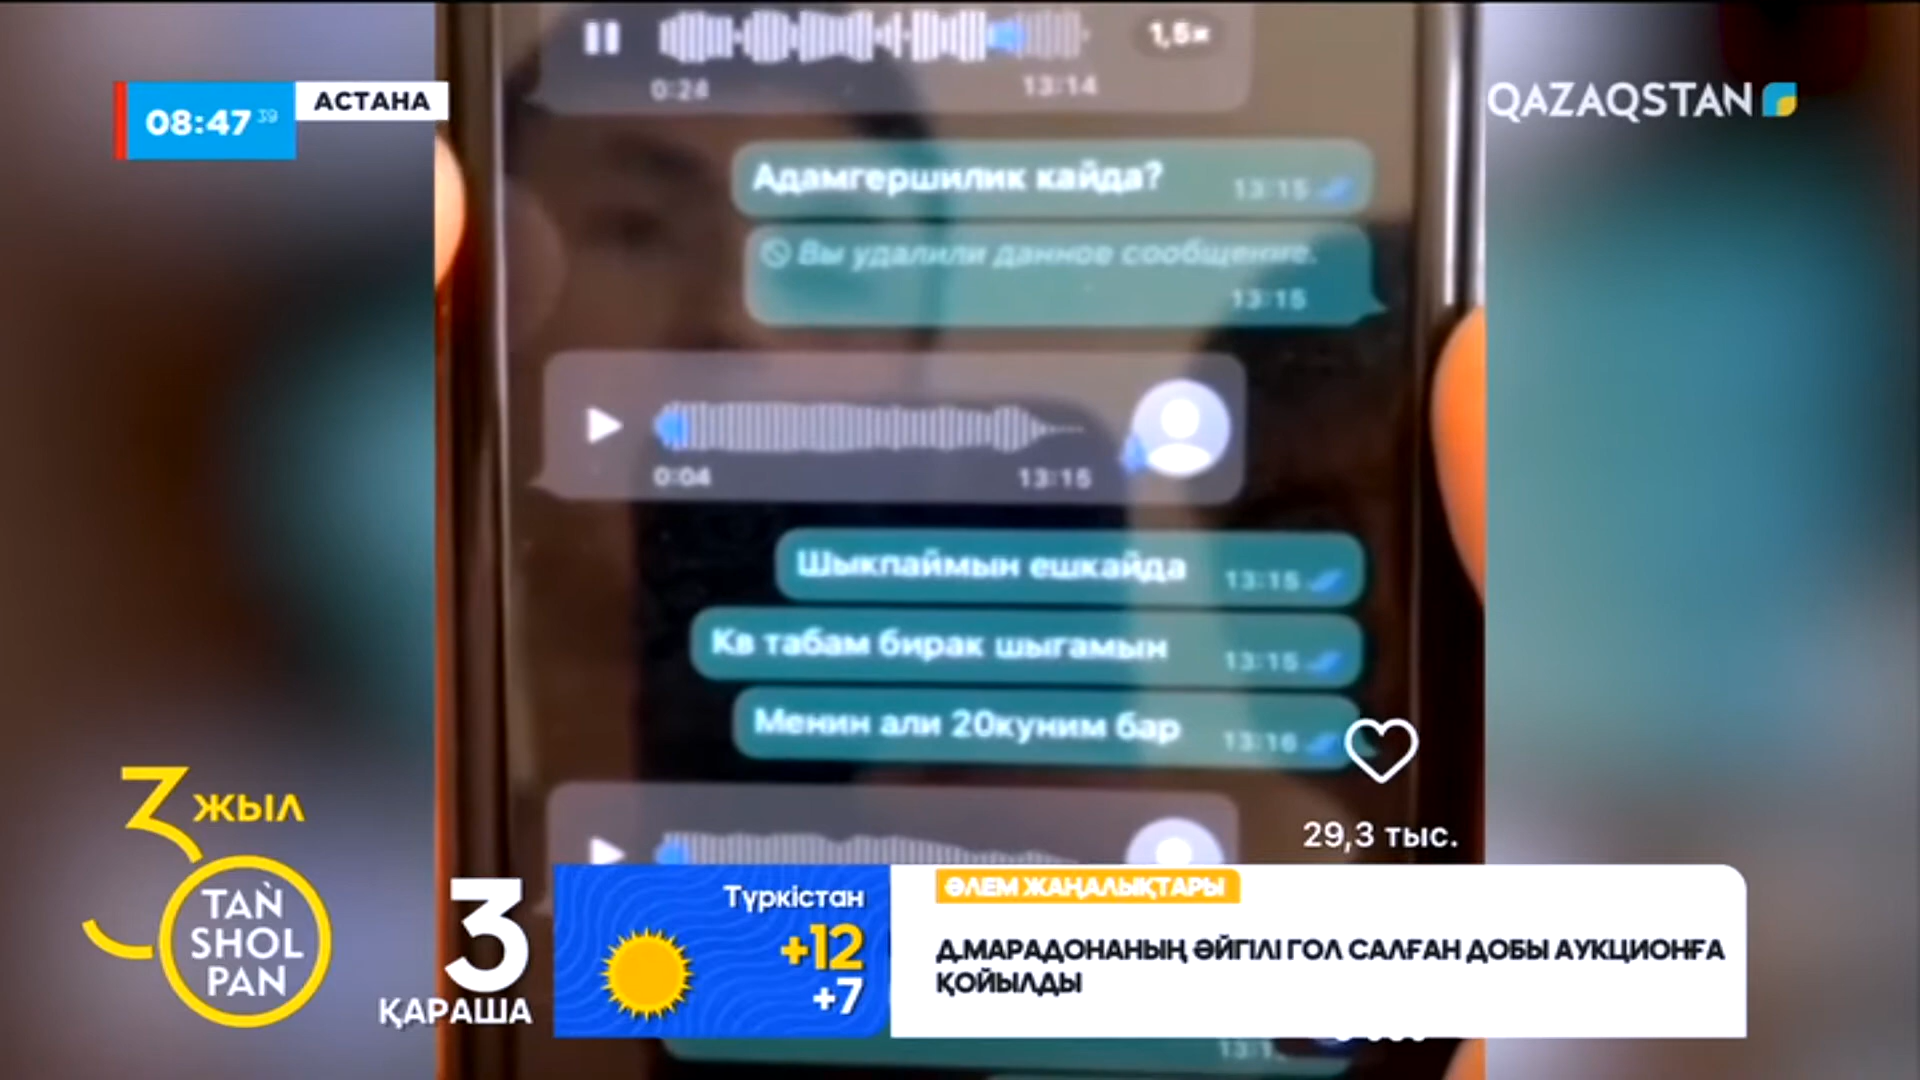 1,5×
0:24
13:14
08:47 39
АСТАНА
QAZAQSTAN
Адамгершилик кайда?
13:15
Вы удалили данное сообщение.
13:15
0:04
13:15
Шыкпаймын ешкайда
13:15
Кв табам бирак шыгамын
13:15
Менин али 20куним бар
13:16
29,3 тыс.
3 ЖЫЛ
TAŃ
SHOL
PAN
3
ҚАРАША
Түркістан
+12
+7
ӘЛЕМ ЖАҢАЛЫҚТАРЫ
Д.МАРАДОНАНЫҢ ӘЙГІЛІ ГОЛ САЛҒАН ДОБЫ АУКЦИОНҒА
ҚОЙЫЛДЫ